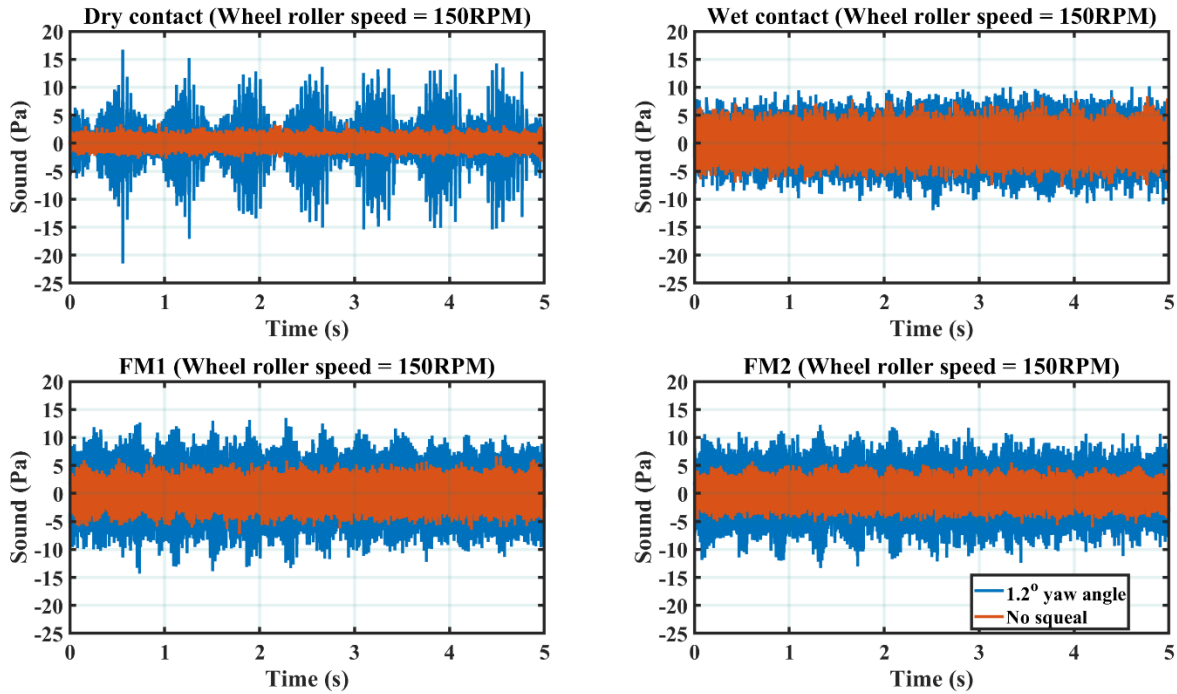 Dry contact (Wheel roller speed = 150RPM)
20
15
10
5
0
-5
-10
-15
-20
-25
Sound (Pa)
0 1 2 3 4 5
Time (s)
Wet contact (Wheel roller speed = 150RPM)
20
15
10
5
0
-5
-10
-15
-20
-25
Sound (Pa)
0 1 2 3 4 5
Time (s)
FM1 (Wheel roller speed = 150RPM)
20
15
10
5
0
-5
-10
-15
-20
-25
Sound (Pa)
0 1 2 3 4 5
Time (s)
FM2 (Wheel roller speed = 150RPM)
20
15
10
5
0
-5
-10
-15
-20
-25
Sound (Pa)
0 1 2 3 4 5
Time (s)
1.2° yaw angle
No squeal